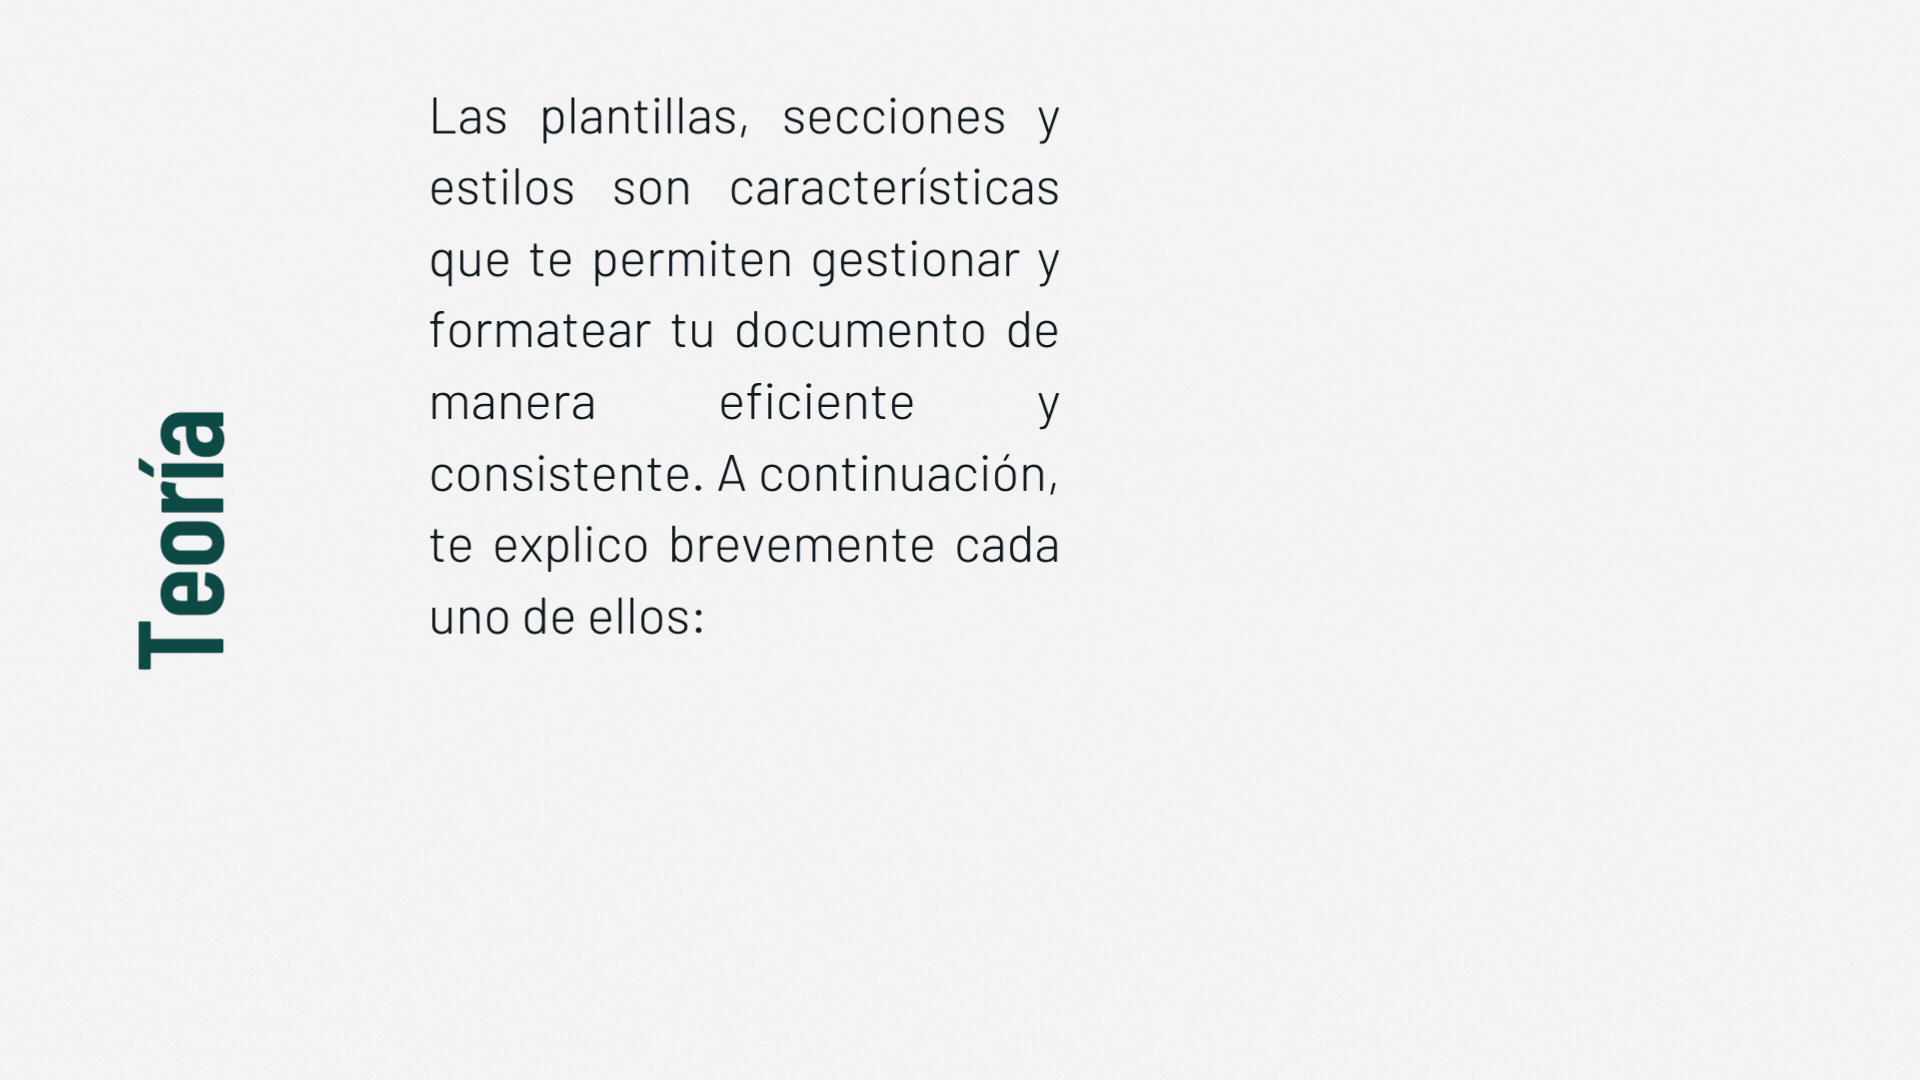 Teoría
Las plantillas, secciones y
estilos son características
que te permiten gestionar y
formatear tu documento de
manera eficiente y
consistente. A continuación,
te explico brevemente cada
uno de ellos: